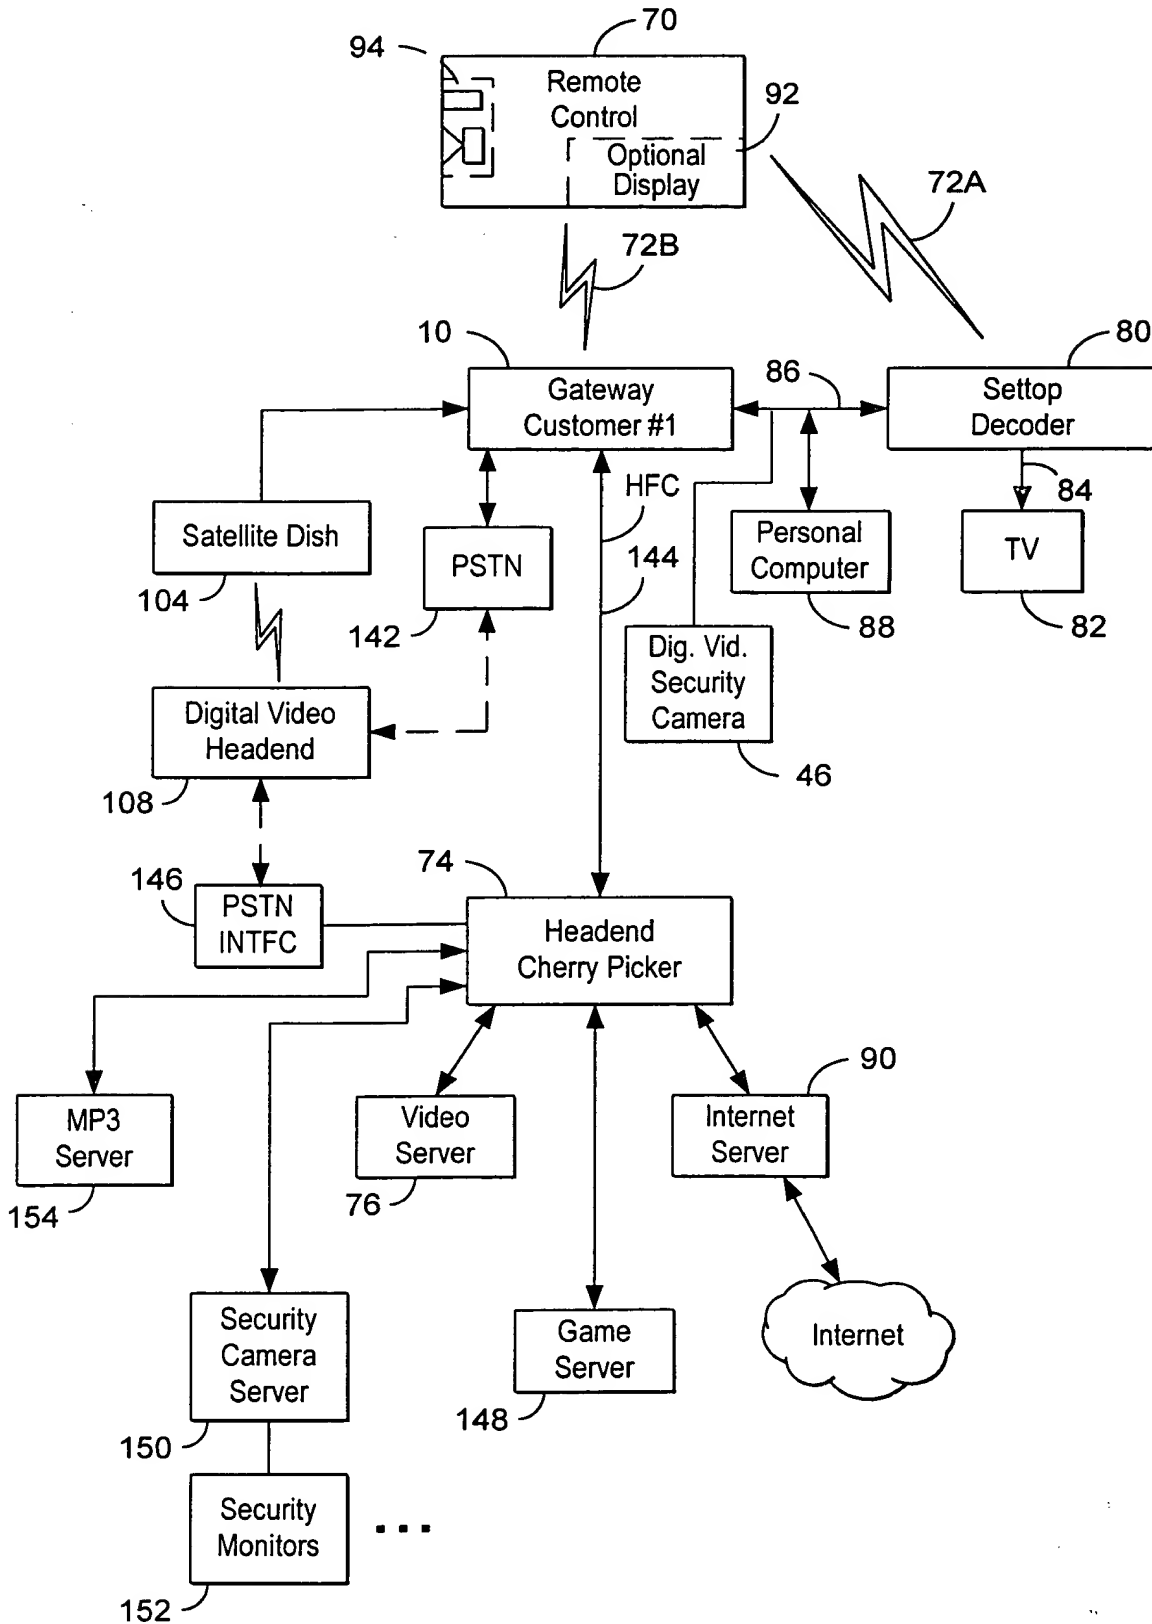 70
94
Remote
Control
92
Optional
Display
72A
72B
10
80
86
Gateway
Customer #1
Settop
Decoder
HFC
84
Satellite Dish
PSTN
144
Personal
Computer
TV
104
142
88
82
Dig. Vid.
Security
Camera
Digital Video
Headend
46
108
74
146
PSTN
INTFC
Headend
Cherry Picker
90
MP3
Server
Video
Server
Internet
Server
154
76
Security
Camera
Server
Game
Server
Internet
150
148
Security
Monitors
...
152